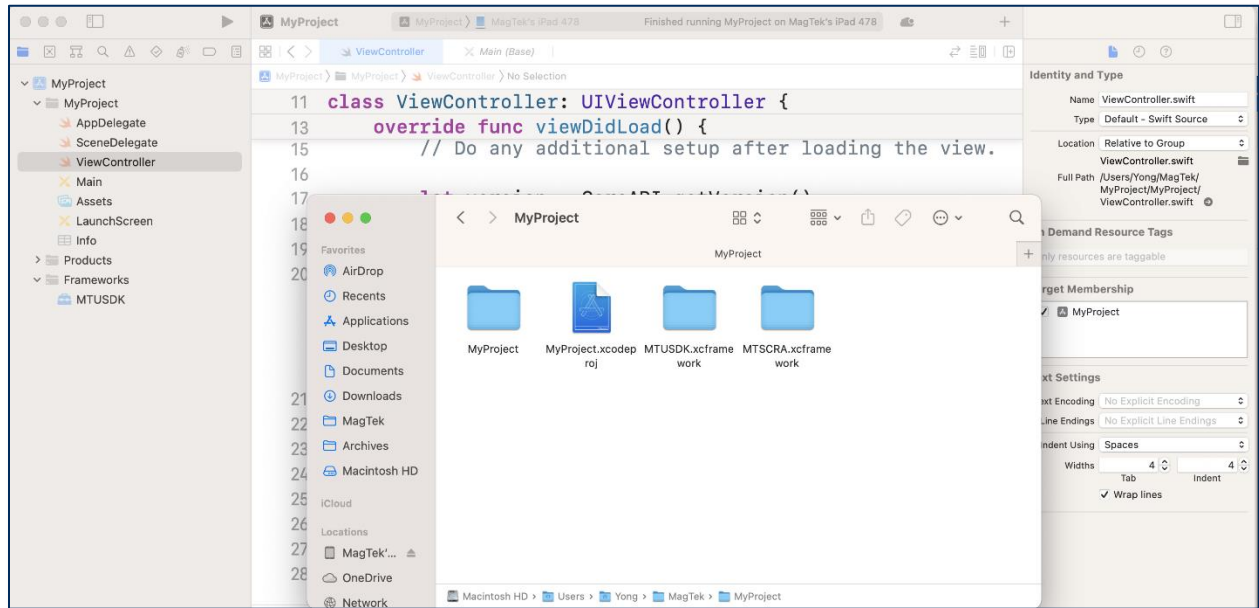 MyProject
MyProject MagTek's iPad 478
Finished running MyProject on MagTek's iPad 478
ViewController
Main (Base)
MyProject MyProject ViewController No Selection
MyProject
MyProject
AppDelegate
SceneDelegate
ViewController
Main
Assets
LaunchScreen
Info
Products
Frameworks
MTUSDK
11 class ViewController: UIViewController {
13 override func viewDidLoad() {
15 // Do any additional setup after loading the view.
16
17
18
19
20
21
22
23
24
25
26
27
28
MyProject
MyProject
Favorites
AirDrop
Recents
Applications
Desktop
Documents
Downloads
MagTek
Archives
Macintosh HD
iCloud
Locations
MagTek'...
OneDrive
Network
MyProject
MyProject.xcodep
roj
MTUSDK.xcframe
work
MTSCRA.xcframe
work
Macintosh HD › Users › Yong › MagTek › MyProject
Identity and Type
Name ViewController.swift
Type Default - Swift Source
Location Relative to Group
ViewController.swift
Full Path /Users/Yong/MagTek/
MyProject/MyProject/
ViewController.swift
Demand Resource Tags
resources are taggable
Membership
MyProject
Settings
Encoding No Explicit Encoding
Line Endings No Explicit Line Endings
Indent Using Spaces
Widths 4 4
Tab Indent
Wrap lines